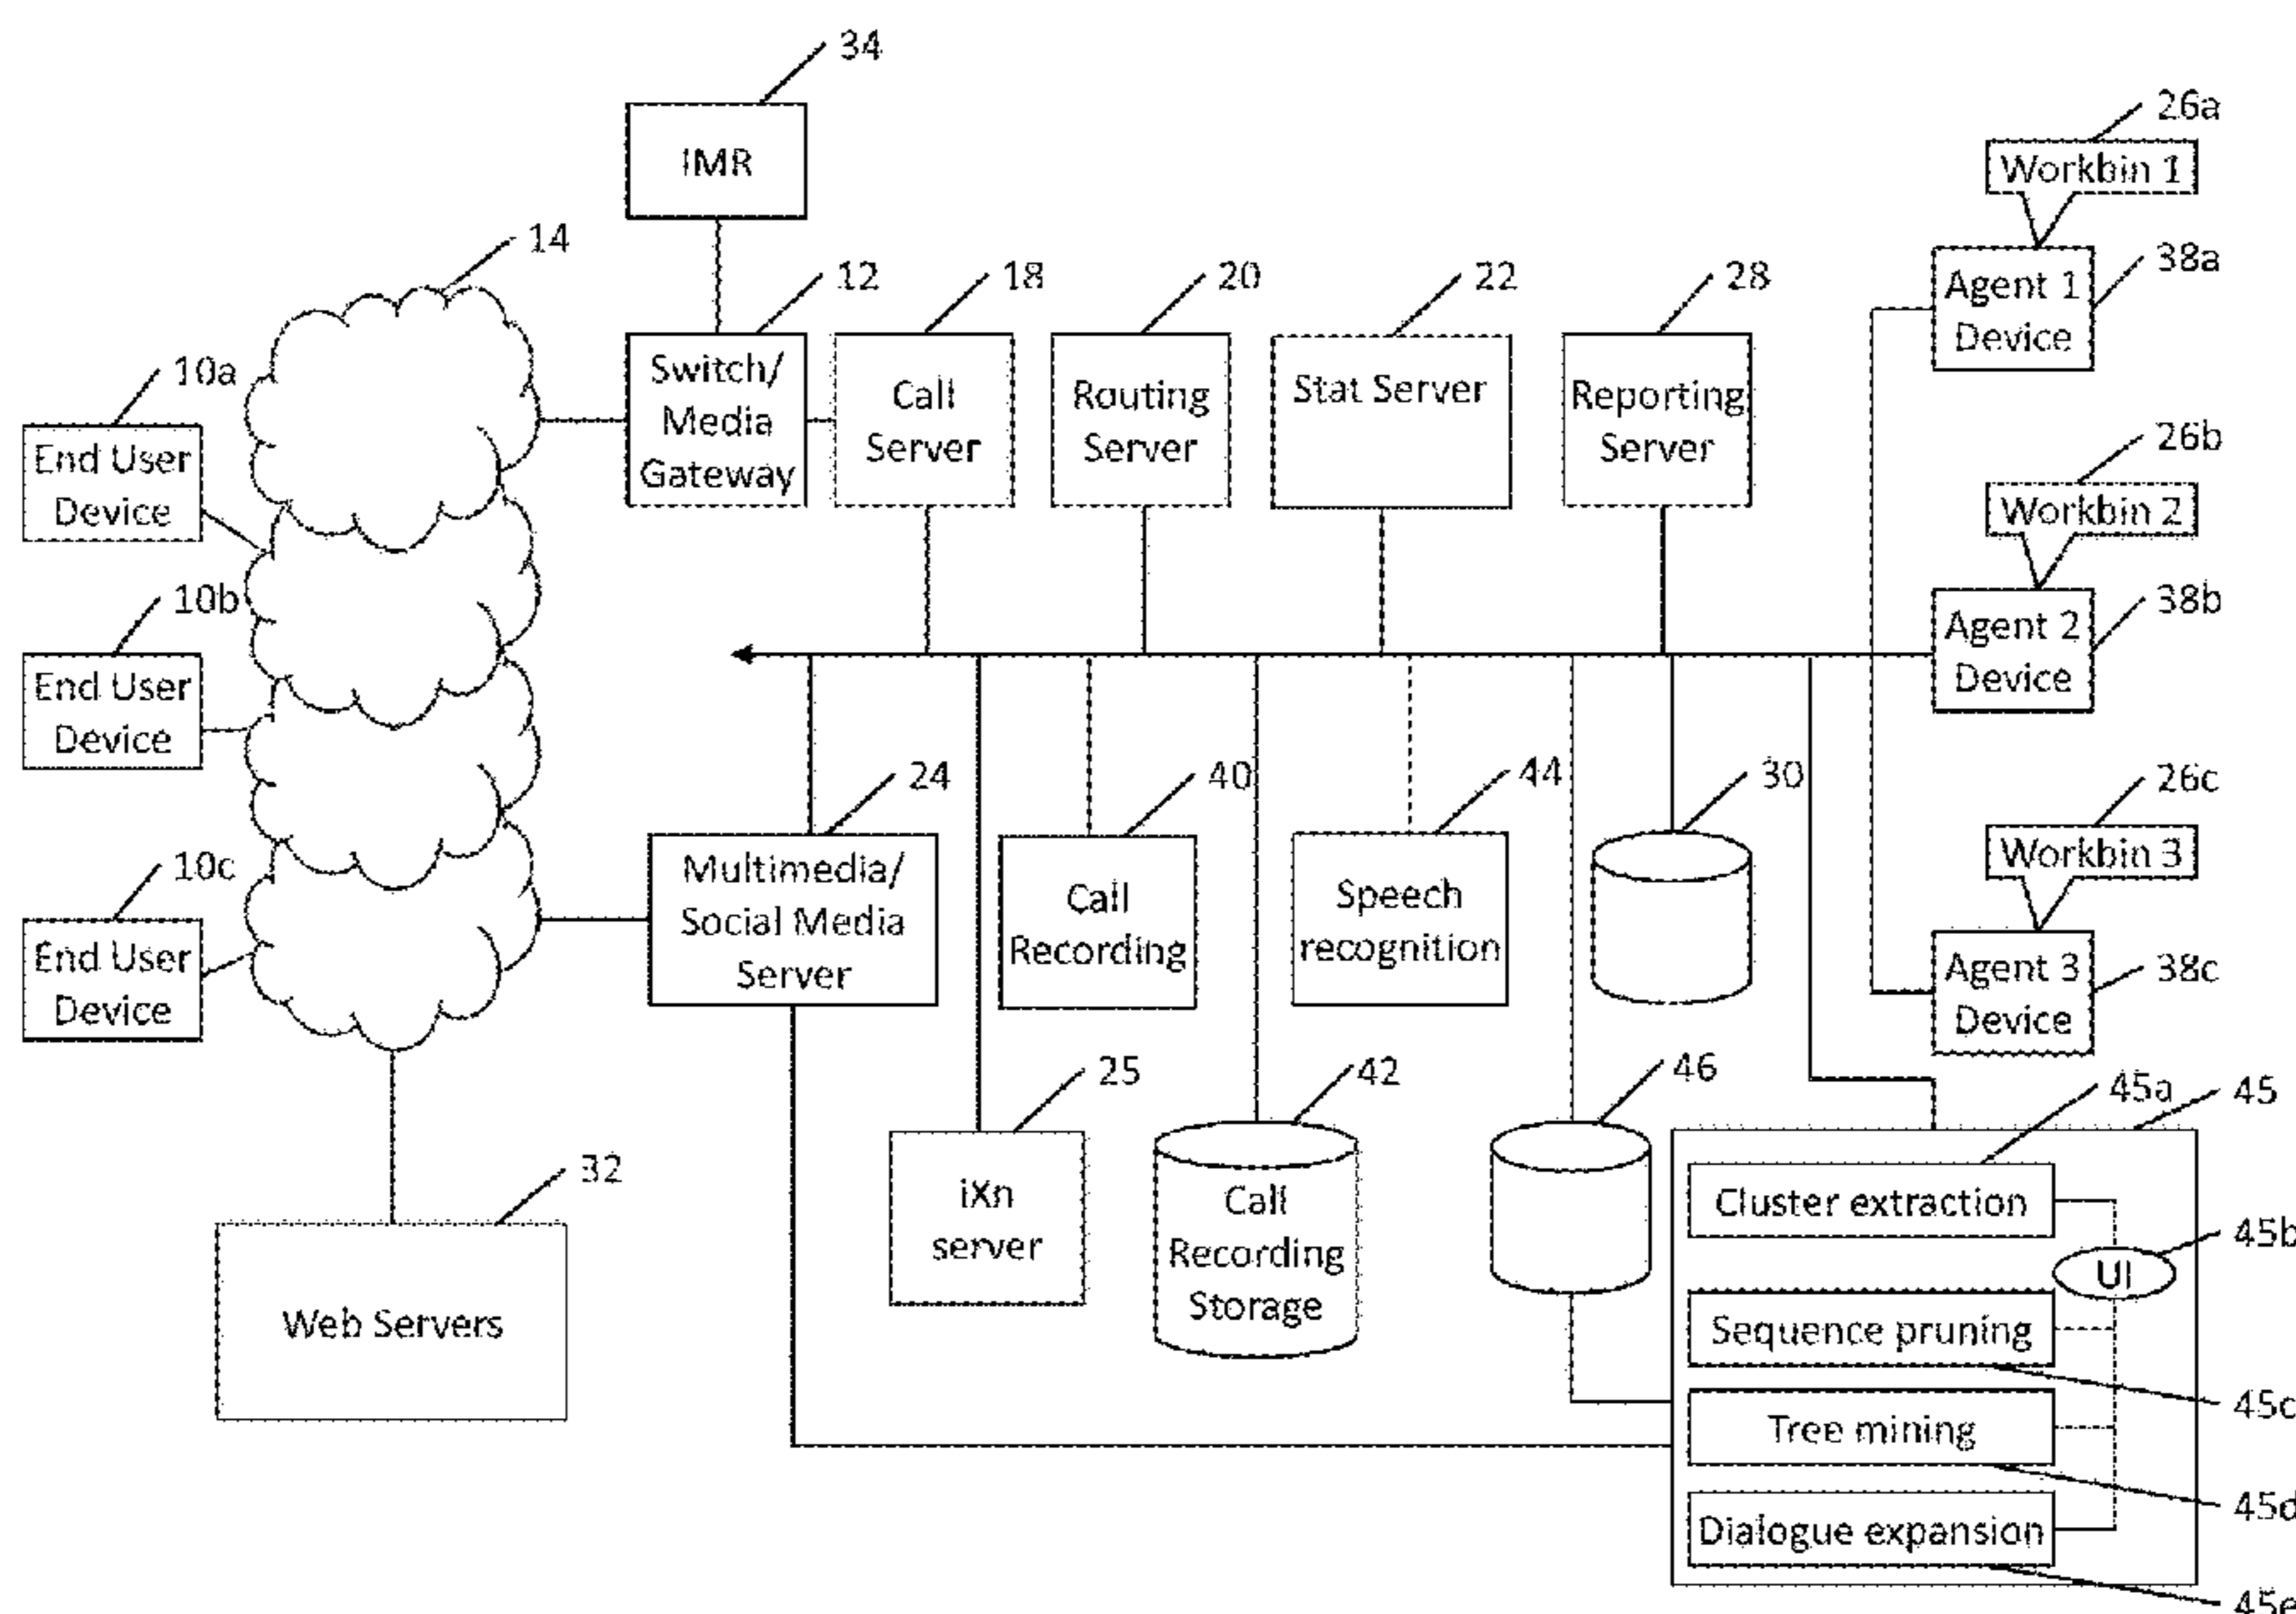 34
IMR
26a
Workbin 1
14
12
18
20
22
28
38a
Agent 1
Device
10a
End User
Device
Switch/
Media
Gateway
Call
Server
Routing
Server
Stat Server
Reporting
Server
26b
Workbin 2
10b
End User
Device
38b
Agent 2
Device
24
40
44
30
26c
Workbin 3
10c
End User
Device
Multimedia/
Social Media
Server
Call
Recording
Speech
recognition
38c
Agent 3
Device
25
42
46
45a
45
32
Web Servers
iXn
server
Call
Recording
Storage
Cluster extraction
45b
UI
Sequence pruning
45c
Tree mining
45d
Dialogue expansion
45e